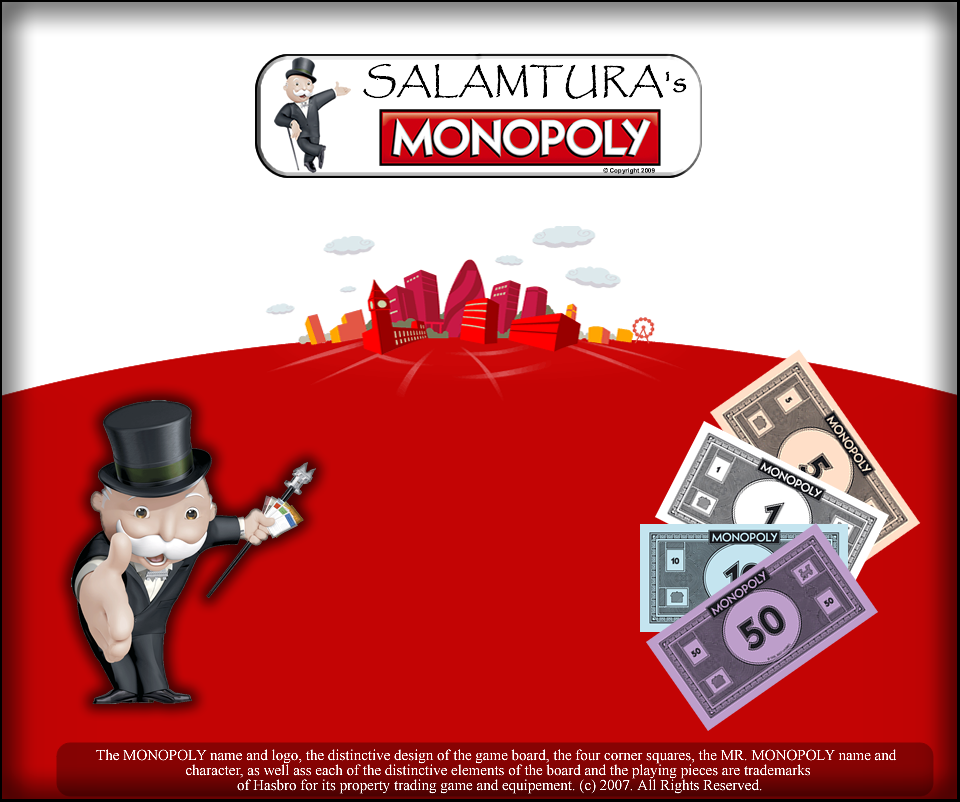 SALAMTURA's
MONOPOLY
© Copyright 2009
5
MONOPOLY
5
1
MONOPOLY
1
MONOPOLY
10
10
MONOPOLY
50
50
50
The MONOPOLY name and logo, the distinctive design of the game board, the four corner squares, the MR. MONOPOLY name and
character, as well ass each of the distinctive elements of the board and the playing pieces are trademarks
of Hasbro for its property trading game and equipement. (c) 2007. All Rights Reserved.